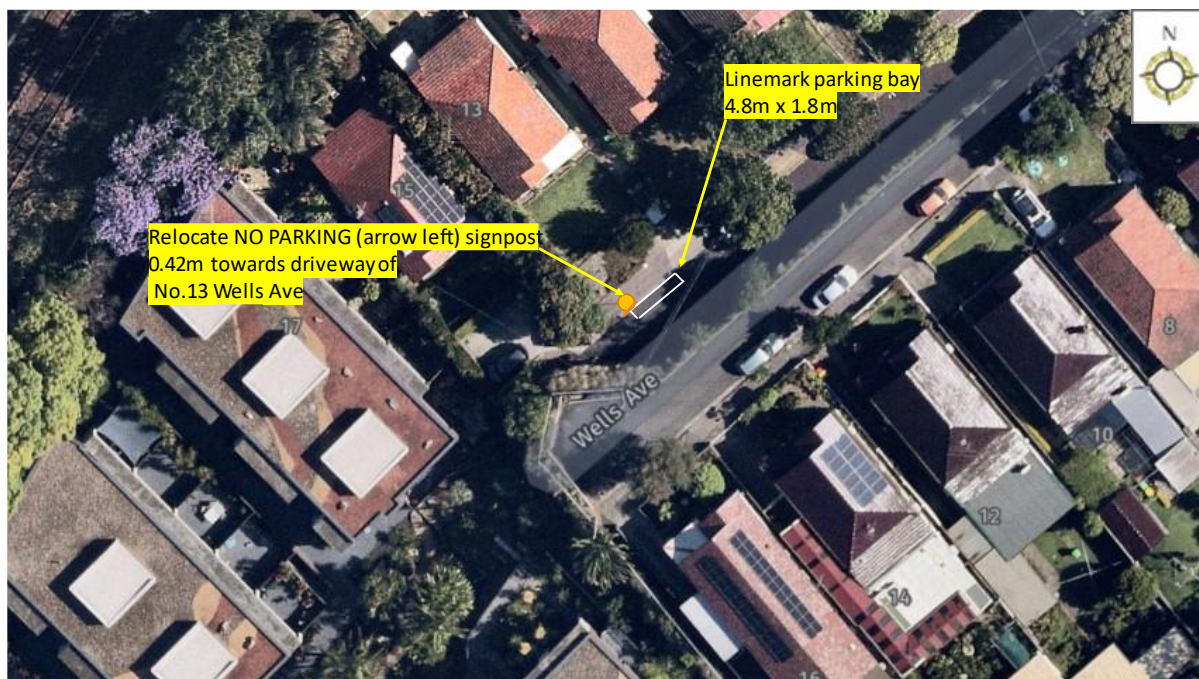 N
Linemark parking bay
4.8m x 1.8m
13
15
Relocate NO PARKING (arrow left) signpost
0.42m towards driveway of
No.13 Wells Ave
17
8
Wells Ave
10
12
14
16